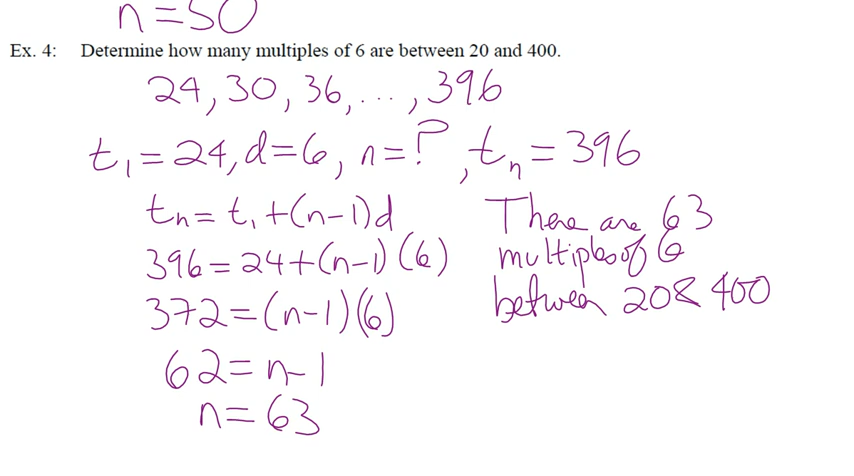 n=50
Ex. 4: Determine how many multiples of 6 are between 20 and 400.
24, 30, 36, ..., 396
t₁ = 24, d = 6, n = ?, tₙ = 396
tₙ = t₁ + (n-1)d
396 = 24 + (n-1)(6)
372 = (n-1)(6)
62 = n-1
n = 63
There are 63
multiples of 6
between 20 & 400